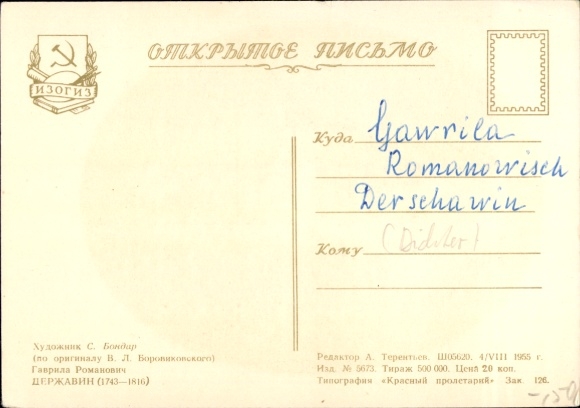 ОТКРЫТОЕ ПИСЬМО
ИЗОГИЗ
Куда Gawrila
Romanowisch
Derschawin
Кому (Dichter)
Художник С. Бондар
(по оригиналу В. Л. Боровиковского)
Гаврила Романович
ДЕРЖАВИН (1743—1816)
Редактор А. Терентьев. Ш05620. 4/VIII 1955 г.
Изд. № 5673. Тираж 500 000. Цена 20 коп.
Типография «Красный пролетарий» Зак. 126.